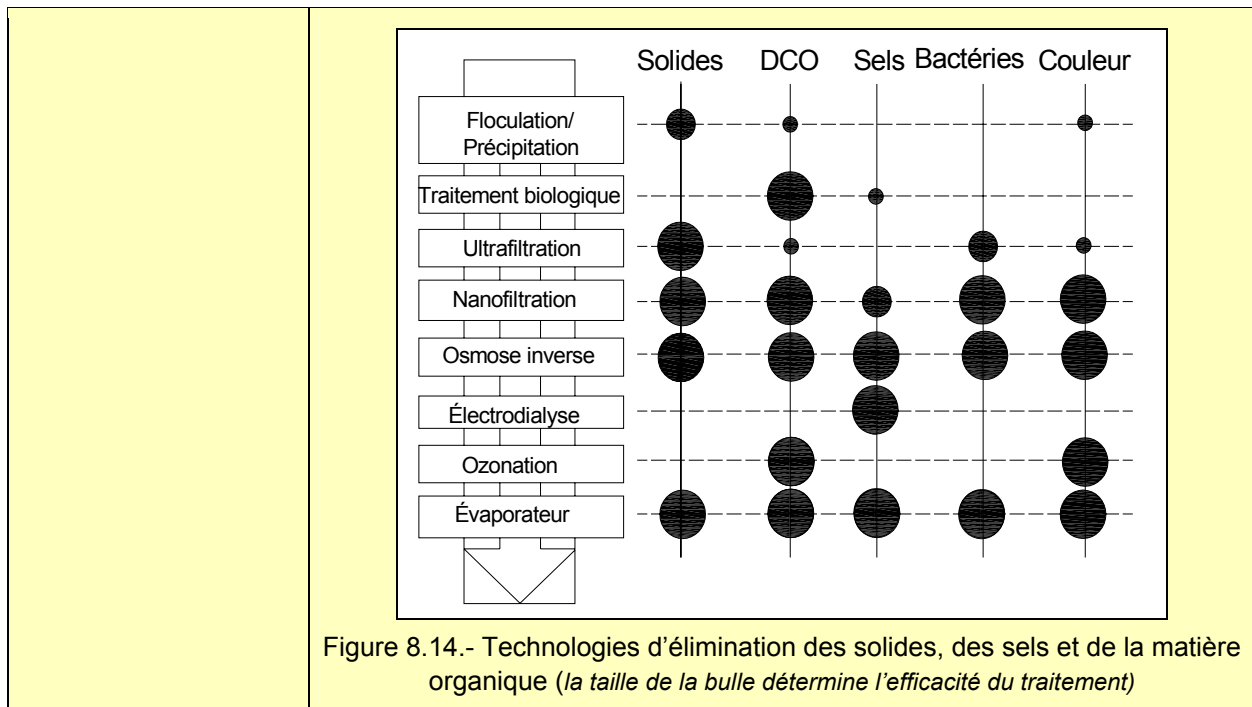 Solides DCO Sels Bactéries Couleur
Floculation/
Précipitation
Traitement biologique
Ultrafiltration
Nanofiltration
Osmose inverse
Électrodialyse
Ozonation
Évaporateur
Figure 8.14.- Technologies d’élimination des solides, des sels et de la matière
organique (la taille de la bulle détermine l’efficacité du traitement)